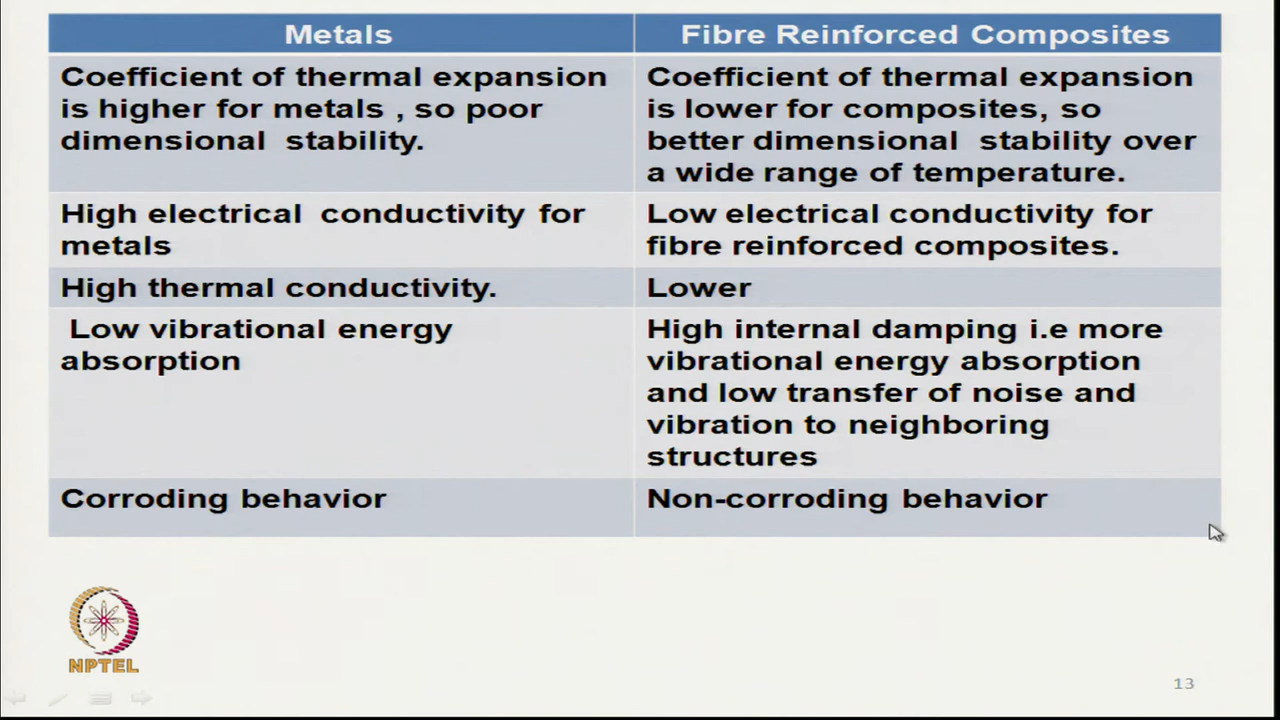 Metals
Fibre Reinforced Composites
Coefficient of thermal expansion
is higher for metals , so poor
dimensional stability.
Coefficient of thermal expansion
is lower for composites, so
better dimensional stability over
a wide range of temperature.
High electrical conductivity for
metals
Low electrical conductivity for
fibre reinforced composites.
High thermal conductivity.
Lower
Low vibrational energy
absorption
High internal damping i.e more
vibrational energy absorption
and low transfer of noise and
vibration to neighboring
structures
Corroding behavior
Non-corroding behavior
NPTEL
13